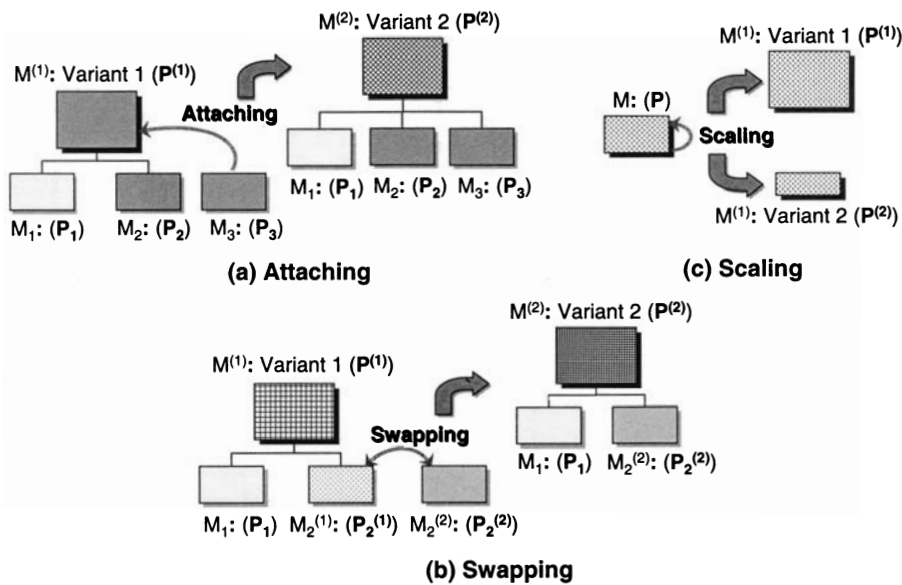 M⁽²⁾: Variant 2 (P⁽²⁾)
M⁽¹⁾: Variant 1 (P⁽¹⁾)
Attaching
M₁: (P₁) M₂: (P₂) M₃: (P₃)
M₁: (P₁) M₂: (P₂) M₃: (P₃)
(a) Attaching
M⁽¹⁾: Variant 1 (P⁽¹⁾)
M: (P)
Scaling
M⁽¹⁾: Variant 2 (P⁽²⁾)
(c) Scaling
M⁽²⁾: Variant 2 (P⁽²⁾)
M⁽¹⁾: Variant 1 (P⁽¹⁾)
Swapping
M₁: (P₁) M₂⁽²⁾: (P₂⁽²⁾)
M₁: (P₁) M₂⁽¹⁾: (P₂⁽¹⁾) M₂⁽²⁾: (P₂⁽²⁾)
(b) Swapping